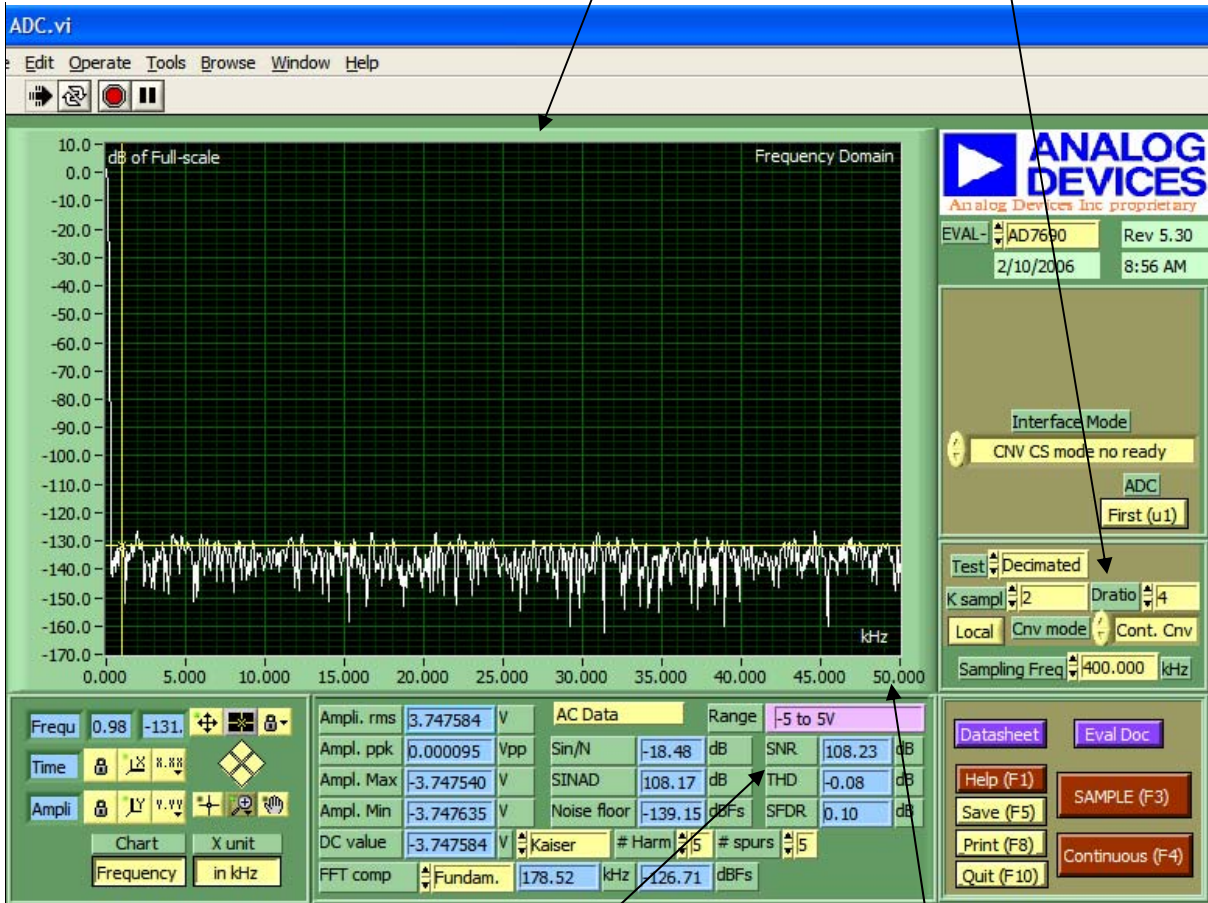 ADC.vi
Edit Operate Tools Browse Window Help
dB of Full-scale
Frequency Domain
10.0
0.0
-10.0
-20.0
-30.0
-40.0
-50.0
-60.0
-70.0
-80.0
-90.0
-100.0
-110.0
-120.0
-130.0
-140.0
-150.0
-160.0
-170.0
kHz
0.000 5.000 10.000 15.000 20.000 25.000 30.000 35.000 40.000 45.000 50.000
ANALOG
DEVICES
Analog Devices Inc proprietary
EVAL- AD7690 Rev 5.30
2/10/2006 8:56 AM
Interface Mode
CNV CS mode no ready
ADC
First (u1)
Test Decimated
K sampl 2 Dratio 4
Local Cnv mode Cont. Cnv
Sampling Freq 400.000 kHz
Frequ 0.98 -131.
Time X X.XX
Ampli Y Y.YY
Chart X unit
Frequency in kHz
Ampli. rms 3.747584 V AC Data Range -5 to 5V
Ampl. ppk 0.000095 Vpp Sin/N -18.48 dB SNR 108.23 dB
Ampl. Max -3.747540 V SINAD 108.17 dB THD -0.08 dB
Ampl. Min -3.747635 V Noise floor -139.15 dBFs SFDR 0.10 dB
DC value -3.747584 V Kaiser # Harm 5 # spurs 5
FFT comp Fundam. 178.52 kHz -126.71 dBFs
Datasheet Eval Doc
Help (F1)
SAMPLE (F3)
Save (F5)
Print (F8)
Continuous (F4)
Quit (F10)